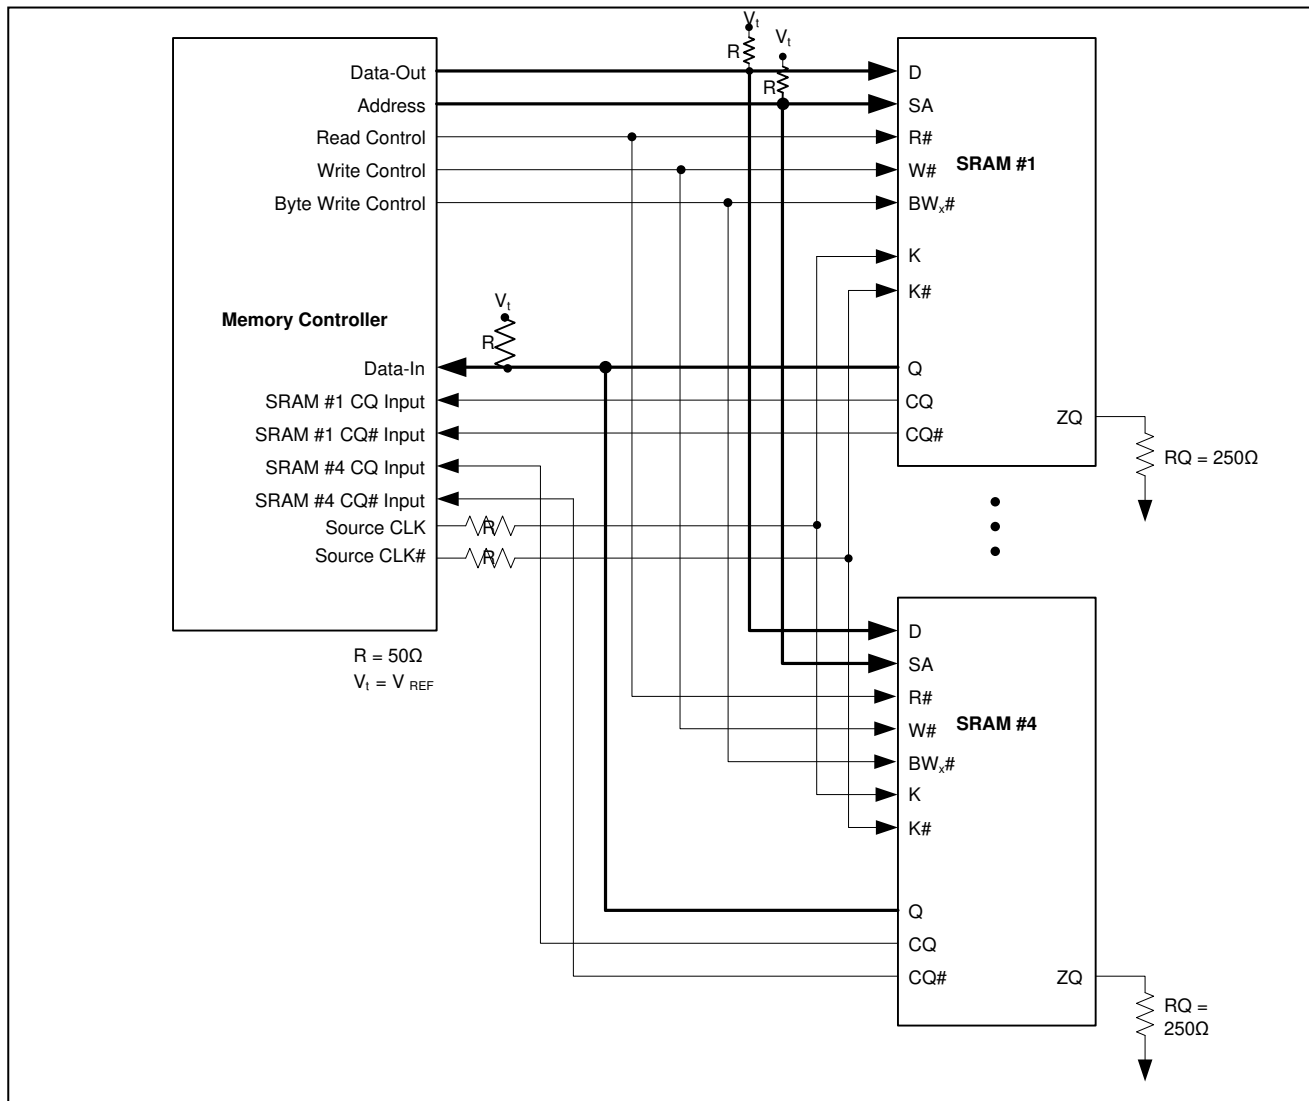 Vt
Vt
R
R
Data-Out
Address
Read Control
Write Control
Byte Write Control
D
SA
R#
W#
BWx#
SRAM #1
K
K#
Vt
R
Memory Controller
Data-In
SRAM #1 CQ Input
SRAM #1 CQ# Input
SRAM #4 CQ Input
SRAM #4 CQ# Input
Source CLK
R
Source CLK#
R
Q
CQ
CQ#
ZQ
RQ = 250Ω
R = 50Ω
Vt = V REF
D
SA
R#
W#
BWx#
SRAM #4
K
K#
Q
CQ
CQ#
ZQ
RQ =
250Ω